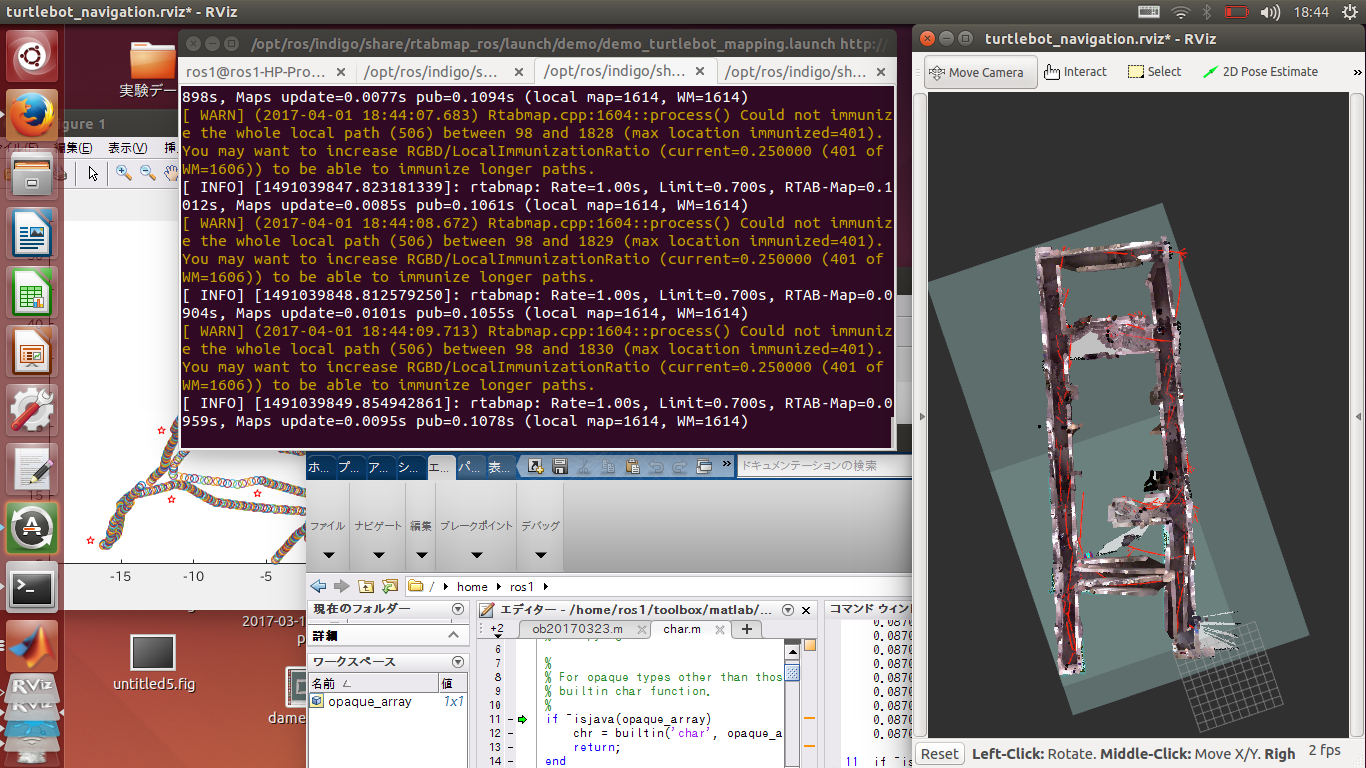 turtlebot_navigation.rviz* - RViz
18:44
実験デー
/opt/ros/indigo/share/rtabmap_ros/launch/demo/demo_turtlebot_mapping.launch http://
ros1@ros1-HP-Pro... × /opt/ros/indigo/s... × /opt/ros/indigo/sh... × /opt/ros/indigo/sh... ×
898s, Maps update=0.0077s pub=0.1094s (local map=1614, WM=1614)
[ WARN] (2017-04-01 18:44:07.683) Rtabmap.cpp:1604::process() Could not immuniz
e the whole local path (506) between 98 and 1828 (max location immunized=401).
You may want to increase RGBD/LocalImmunizationRatio (current=0.250000 (401 of
WM=1606)) to be able to immunize longer paths.
[ INFO] [1491039847.823181339]: rtabmap: Rate=1.00s, Limit=0.700s, RTAB-Map=0.1
012s, Maps update=0.0085s pub=0.1061s (local map=1614, WM=1614)
[ WARN] (2017-04-01 18:44:08.672) Rtabmap.cpp:1604::process() Could not immuniz
e the whole local path (506) between 98 and 1829 (max location immunized=401).
You may want to increase RGBD/LocalImmunizationRatio (current=0.250000 (401 of
WM=1606)) to be able to immunize longer paths.
[ INFO] [1491039848.812579250]: rtabmap: Rate=1.00s, Limit=0.700s, RTAB-Map=0.0
904s, Maps update=0.0101s pub=0.1055s (local map=1614, WM=1614)
[ WARN] (2017-04-01 18:44:09.713) Rtabmap.cpp:1604::process() Could not immuniz
e the whole local path (506) between 98 and 1830 (max location immunized=401).
You may want to increase RGBD/LocalImmunizationRatio (current=0.250000 (401 of
WM=1606)) to be able to immunize longer paths.
[ INFO] [1491039849.854942861]: rtabmap: Rate=1.00s, Limit=0.700s, RTAB-Map=0.0
959s, Maps update=0.0095s pub=0.1078s (local map=1614, WM=1614)
gure 1
編集(E) 表示(V) 挿
-15 -10 -5
2017-03-1
untitled5.fig
dame
RViz
RViz
ホ... プ... ア... シ... エ... パ... 表... » ドキュメンテーションの検索
ファイル ナビゲート 編集 ブレークポイント デバッグ
/ home ros1
現在のフォルダー
詳細
ワークスペース
名前 値
opaque_array 1x1
エディター - /home/ros1/toolbox/matlab/...
+2 ob20170323.m × char.m × +
6
7 %
8 % For opaque types other than thos
9 % builtin char function.
10 %
11 - if ~isjava(opaque_array)
12 - chr = builtin('char', opaque_a
13 - return;
14 - end
コマンド ウィン
0.0870
0.087
0.087
0.087
0.087
0.087
0.087
0.087
0.087
11 if ~is
turtlebot_navigation.rviz* - RViz
Move Camera Interact Select 2D Pose Estimate »
Reset Left-Click: Rotate. Middle-Click: Move X/Y. Righ 2 fps